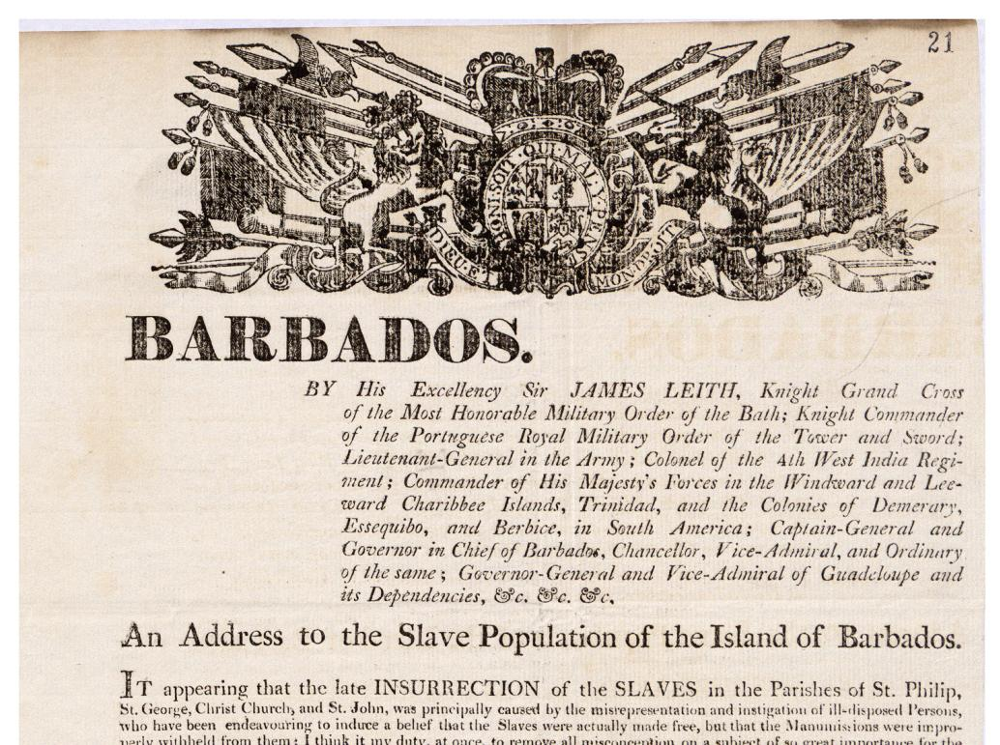 21
HONI·SOIT·QUI·MAL·Y·PEN
DIEU·ET
MON·DROIT
BARBADOS.
BY His Excellency Sir JAMES LEITH, Knight Grand Cross
of the Most Honorable Military Order of the Bath; Knight Commander
of the Portuguese Royal Military Order of the Tower and Sword;
Lieutenant-General in the Army; Colonel of the 4th West India Regi-
ment; Commander of His Majesty's Forces in the Windward and Lee-
ward Charibbee Islands, Trinidad, and the Colonies of Demerary,
Essequibo, and Berbice, in South America; Captain-General and
Governor in Chief of Barbados, Chancellor, Vice-Admiral, and Ordinary
of the same; Governor-General and Vice-Admiral of Guadeloupe and
its Dependencies, &c. &c. &c.
An Address to the Slave Population of the Island of Barbados.
IT appearing that the late INSURRECTION of the SLAVES in the Parishes of St. Philip,
St. George, Christ Church, and St. John, was principally caused by the misrepresentation and instigation of ill-disposed Persons,
who have been endeavouring to induce a belief that the Slaves were actually made free, but that the Manumissions were impro-
perly withheld from them: I think it my duty, at once, to remove all misconception on a subject of so great importance for the